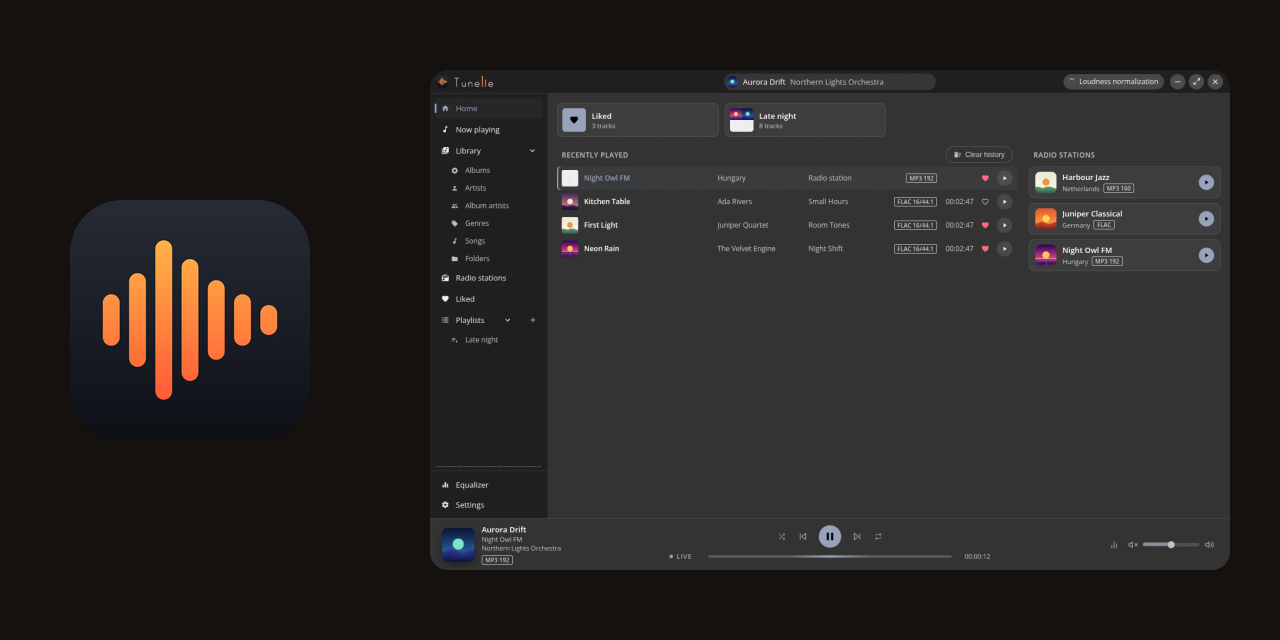 Tunelle
Aurora Drift Northern Lights Orchestra
Loudness normalization
Home
Now playing
Library
Albums
Artists
Album artists
Genres
Songs
Folders
Radio stations
Liked
Playlists
Late night
Equalizer
Settings
Liked
3 tracks
Late night
8 tracks
RECENTLY PLAYED
Clear history
Night Owl FM Hungary Radio station MP3 192
Kitchen Table Ada Rivers Small Hours FLAC 16/44.1 00:02:47
First Light Juniper Quartet Room Tones FLAC 16/44.1 00:02:47
Neon Rain The Velvet Engine Night Shift FLAC 16/44.1 00:02:47
RADIO STATIONS
Harbour Jazz
Netherlands MP3 160
Juniper Classical
Germany FLAC
Night Owl FM
Hungary MP3 192
Aurora Drift
Night Owl FM
Northern Lights Orchestra
MP3 192
LIVE
00:00:12